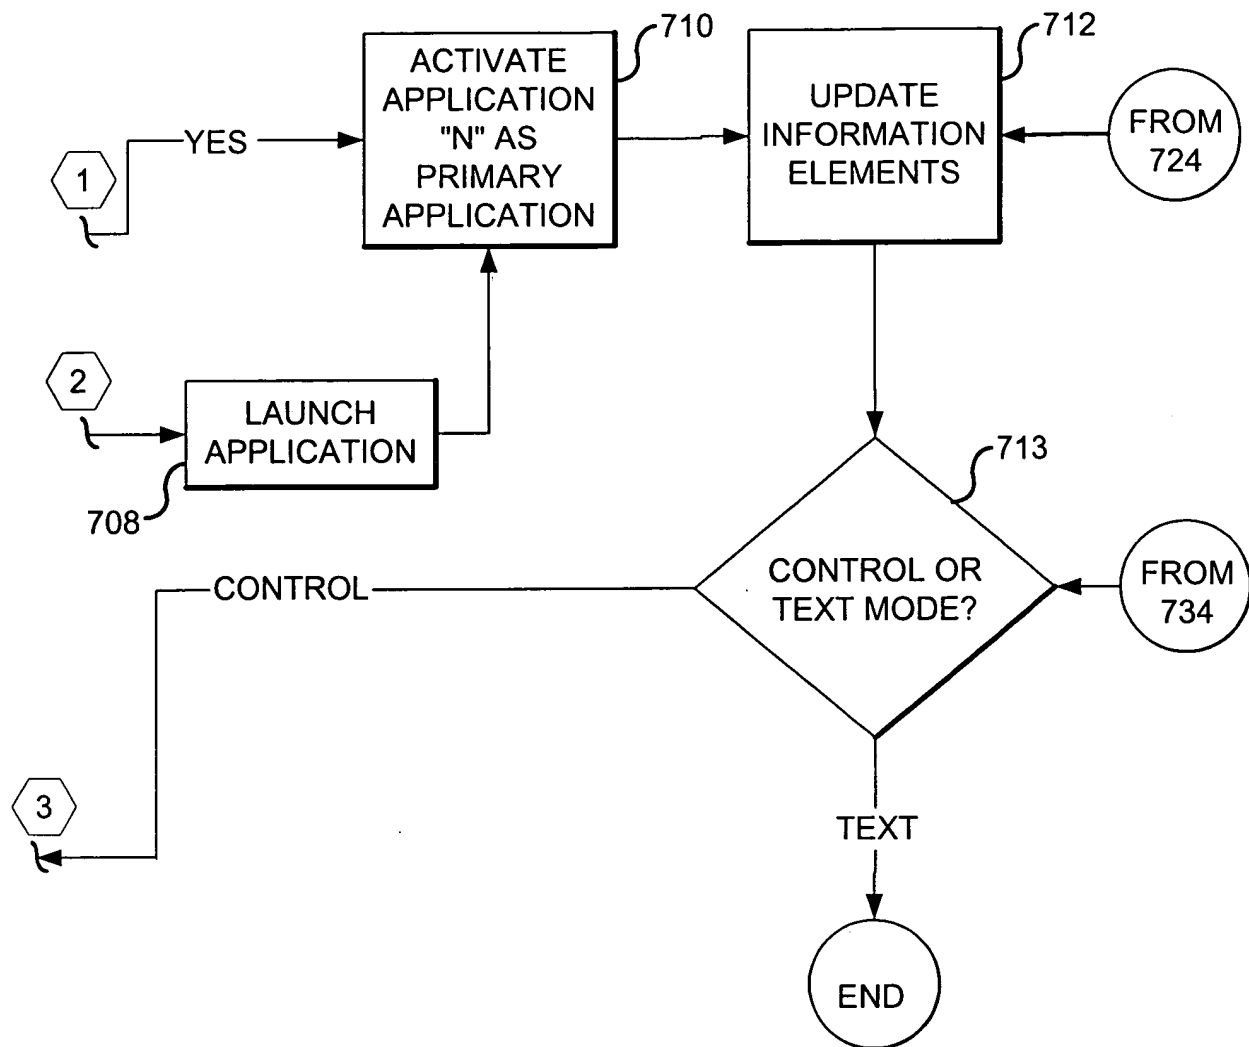 710
712
ACTIVATE
APPLICATION
"N" AS
PRIMARY
APPLICATION
UPDATE
INFORMATION
ELEMENTS
FROM
724
YES
1
2
LAUNCH
APPLICATION
708
713
CONTROL OR
TEXT MODE?
FROM
734
CONTROL
3
TEXT
END